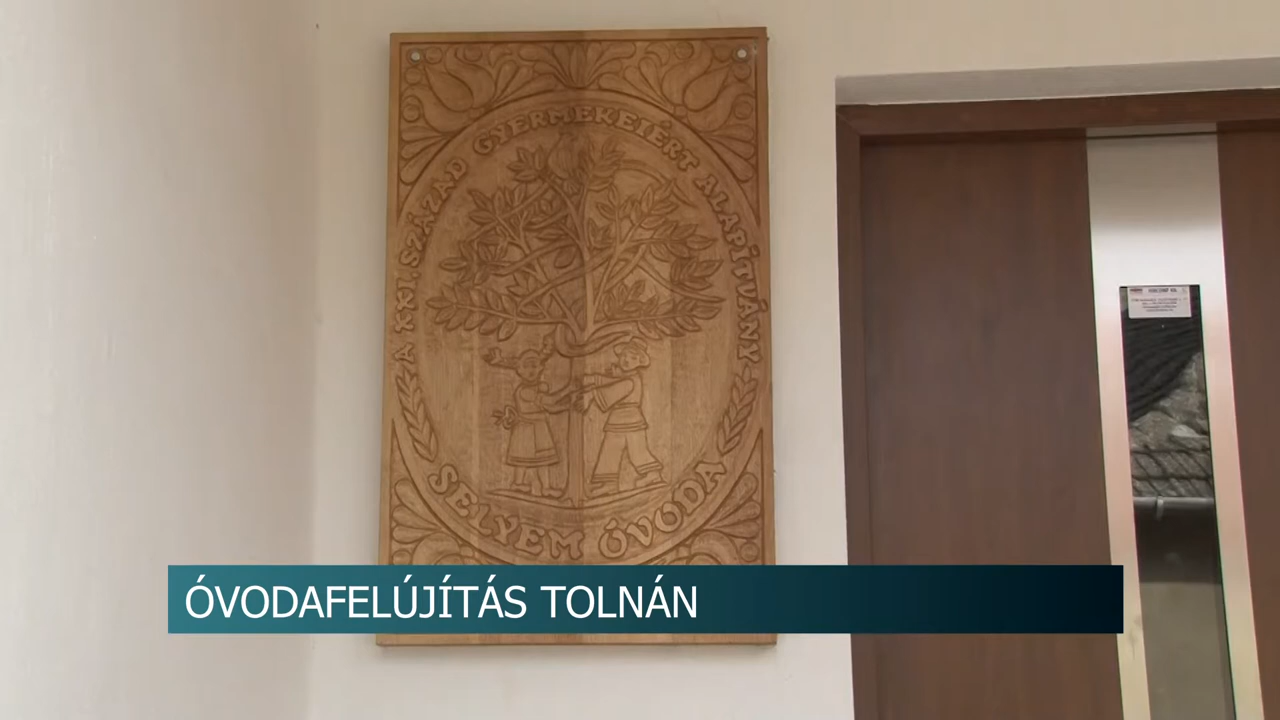 A XXI. SZÁZAD GYERMEKEIÉRT ALAPÍTVÁNY
SELYEM ÓVODA
ÓVODAFELÚJÍTÁS TOLNÁN